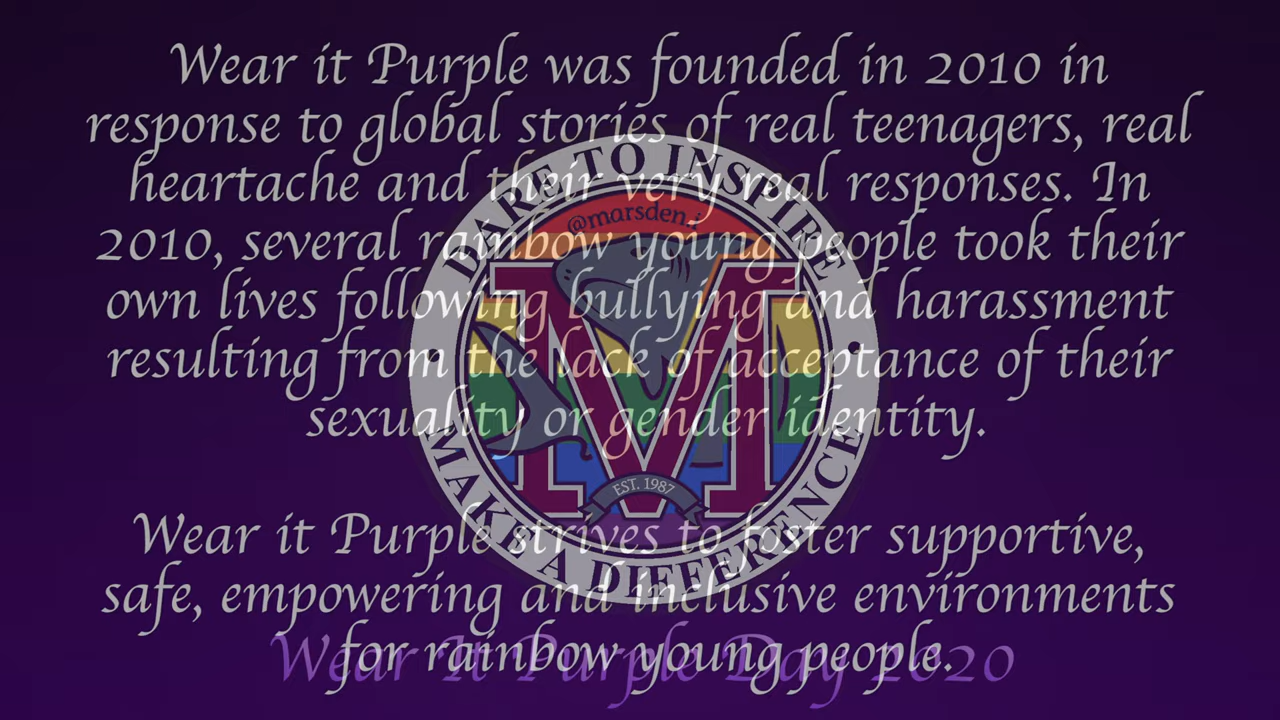 Wear it Purple was founded in 2010 in
response to global stories of real teenagers, real
heartache and their very real responses. In
2010, several rainbow young people took their
own lives following bullying and harassment
resulting from the lack of acceptance of their
sexuality or gender identity.
Wear it Purple strives to foster supportive,
safe, empowering and inclusive environments
for rainbow young people.
Wear It Purple Day 2020
DARE TO INSPIRE
@marsden.
M
EST. 1987
MAKE A DIFFERENCE